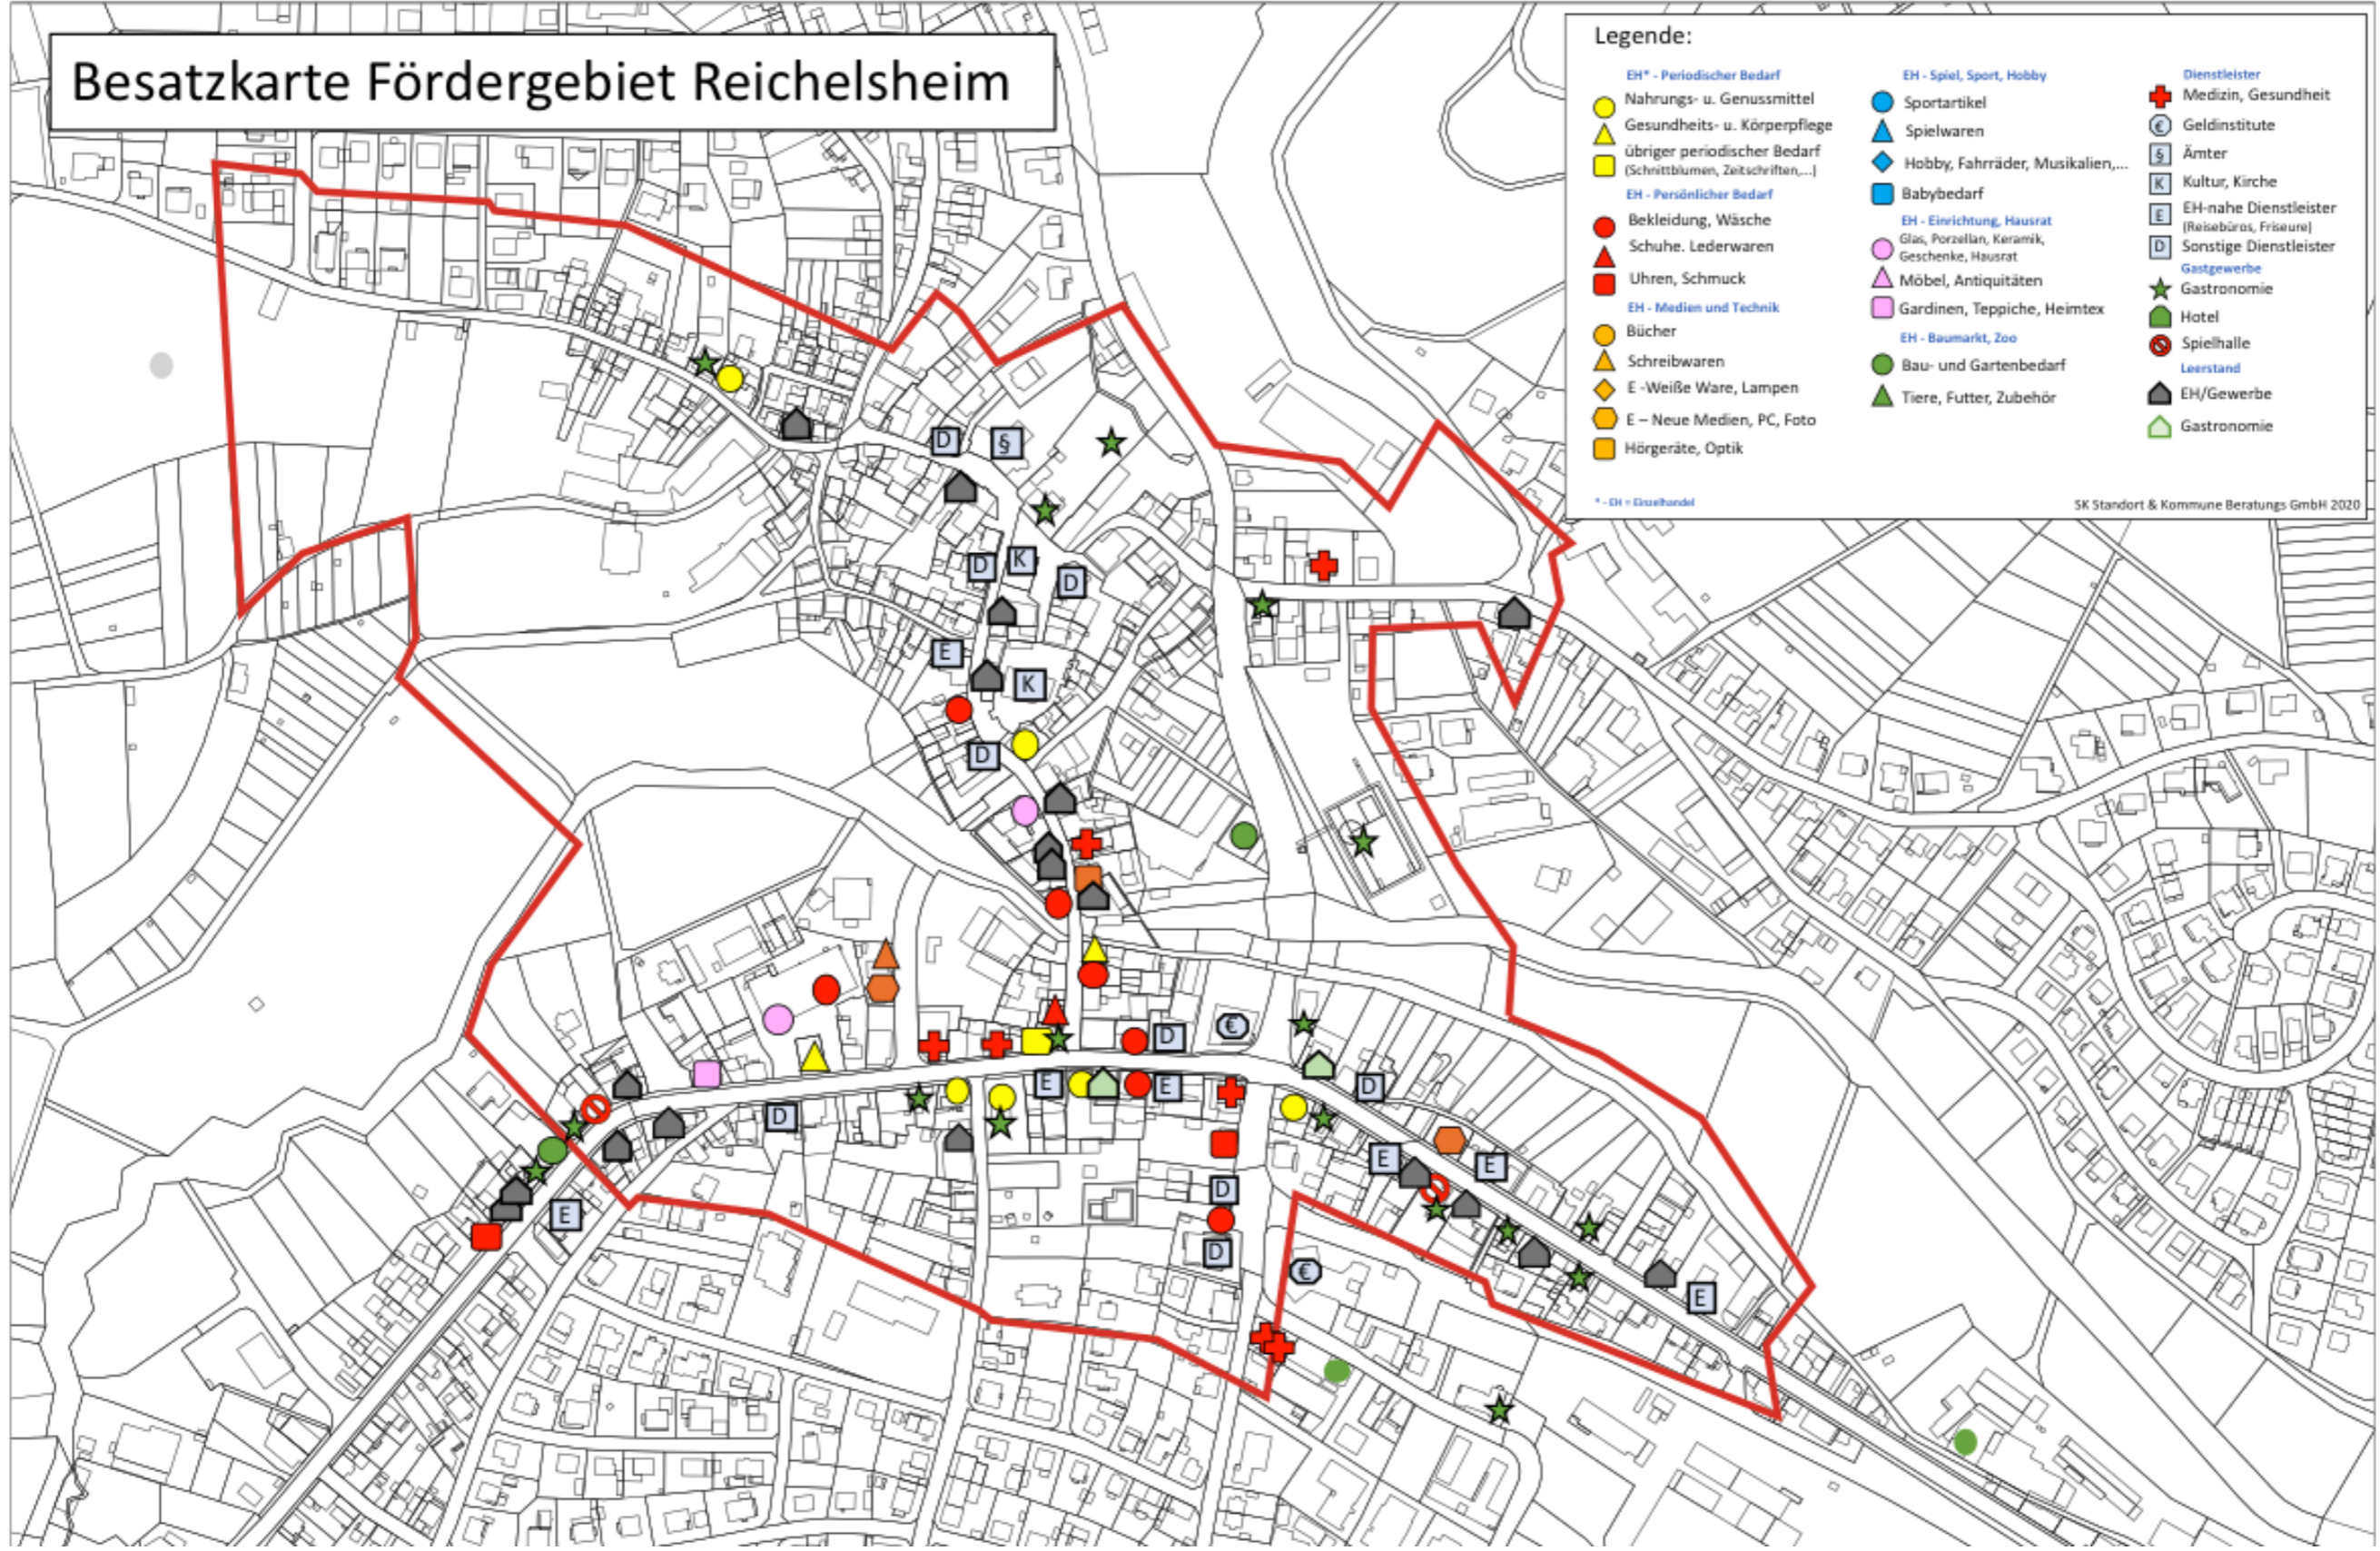 Besatzkarte Fördergebiet Reichelsheim
Legende:
EH* - Periodischer Bedarf
Nahrungs- u. Genussmittel
Gesundheits- u. Körperpflege
übriger periodischer Bedarf
(Schnittblumen, Zeitschriften,...)
EH - Persönlicher Bedarf
Bekleidung, Wäsche
Schuhe. Lederwaren
Uhren, Schmuck
EH - Medien und Technik
Bücher
Schreibwaren
E -Weiße Ware, Lampen
E – Neue Medien, PC, Foto
Hörgeräte, Optik
* - EH = Einzelhandel
EH - Spiel, Sport, Hobby
Sportartikel
Spielwaren
Hobby, Fahrräder, Musikalien,...
Babybedarf
EH - Einrichtung, Hausrat
Glas, Porzellan, Keramik,
Geschenke, Hausrat
Möbel, Antiquitäten
Gardinen, Teppiche, Heimtex
EH - Baumarkt, Zoo
Bau- und Gartenbedarf
Tiere, Futter, Zubehör
Dienstleister
Medizin, Gesundheit
€ Geldinstitute
§ Ämter
K Kultur, Kirche
E EH-nahe Dienstleister
(Reisebüros, Friseure)
D Sonstige Dienstleister
Gastgewerbe
Gastronomie
Hotel
Spielhalle
Leerstand
EH/Gewerbe
Gastronomie
SK Standort & Kommune Beratungs GmbH 2020
D §
D K
D
E
K
D
D €
E E D
D
E E
D
E
D €
E